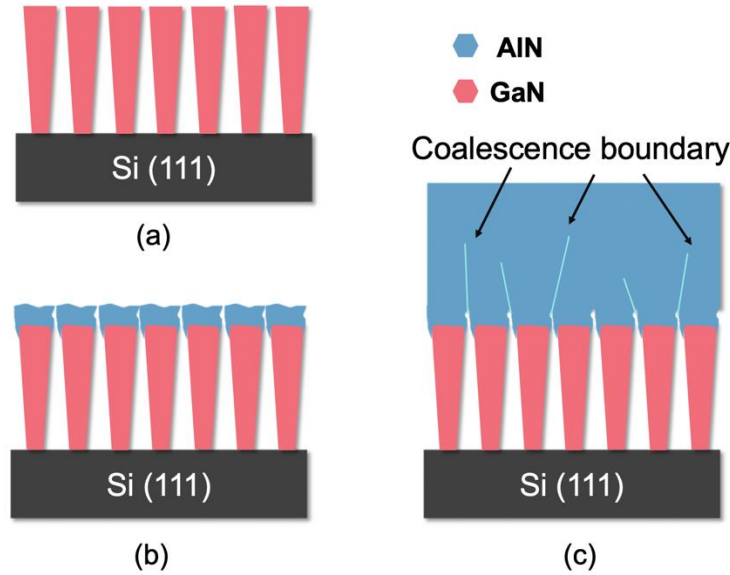 Si (111)
(a)
AlN
GaN
Coalescence boundary
Si (111)
(b)
Si (111)
(c)